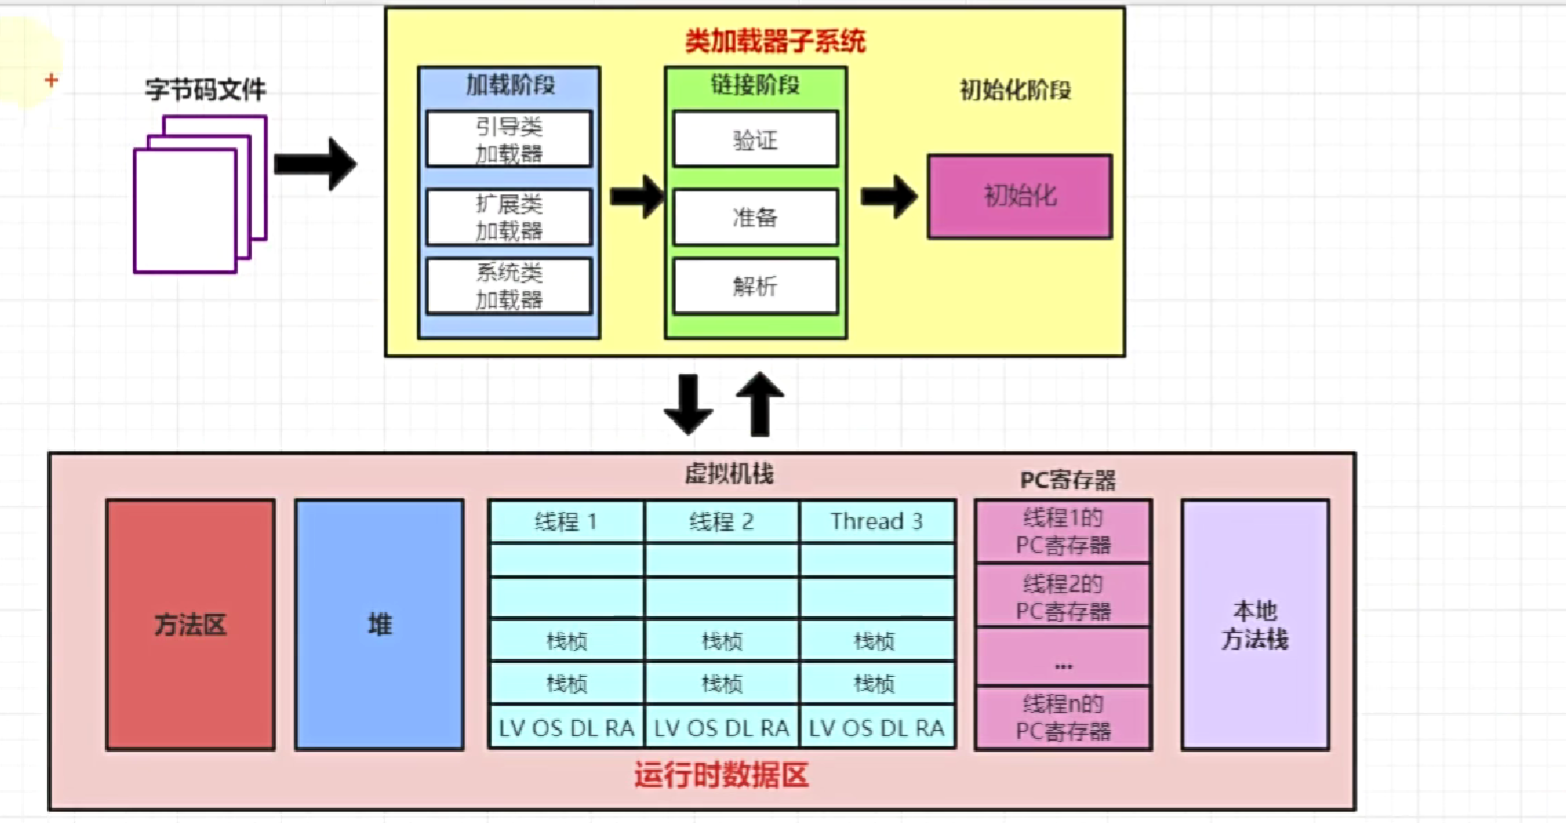 类加载器子系统
字节码文件
加载阶段
引导类
加载器
扩展类
加载器
系统类
加载器
链接阶段
验证
准备
解析
初始化阶段
初始化
方法区
堆
虚拟机栈
线程 1
线程 2
Thread 3
栈桢
栈桢
栈桢
栈桢
栈桢
栈桢
LV OS DL RA
LV OS DL RA
LV OS DL RA
PC寄存器
线程1的
PC寄存器
线程2的
PC寄存器
...
线程n的
PC寄存器
本地
方法栈
运行时数据区